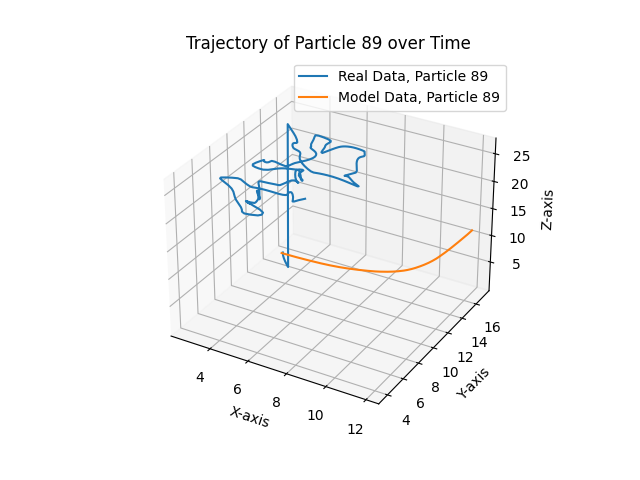 Trajectory of Particle 89 over Time
Real Data, Particle 89
Model Data, Particle 89
25
20
15
10
5
Z-axis
16
14
12
10
8
6
4
Y-axis
4
6
8
10
12
X-axis